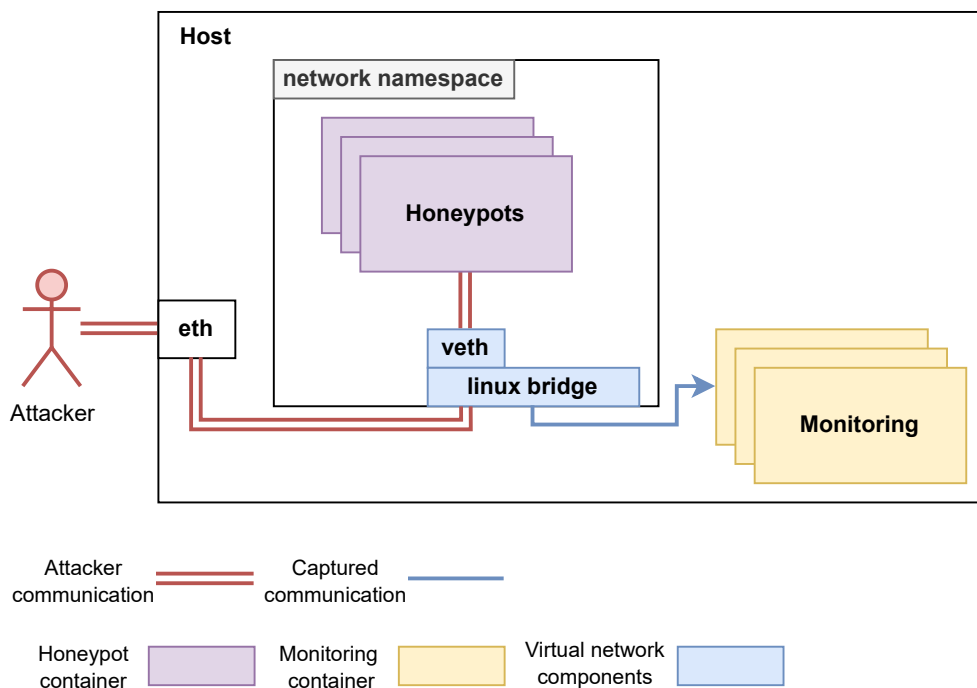 Host
network namespace
Honeypots
eth
veth
linux bridge
Attacker
Monitoring
Attacker
communication
Captured
communication
Honeypot
container
Monitoring
container
Virtual network
components